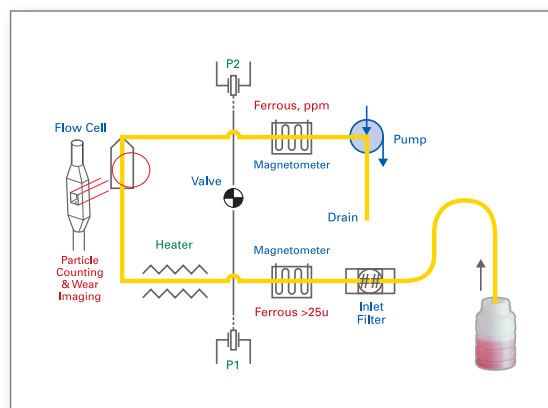 P2
Ferrous, ppm
Flow Cell
Pump
Magnetometer
Valve
Drain
Heater
Magnetometer
Particle
Counting
& Wear
Imaging
##
Ferrous >25u
Inlet
Filter
P1